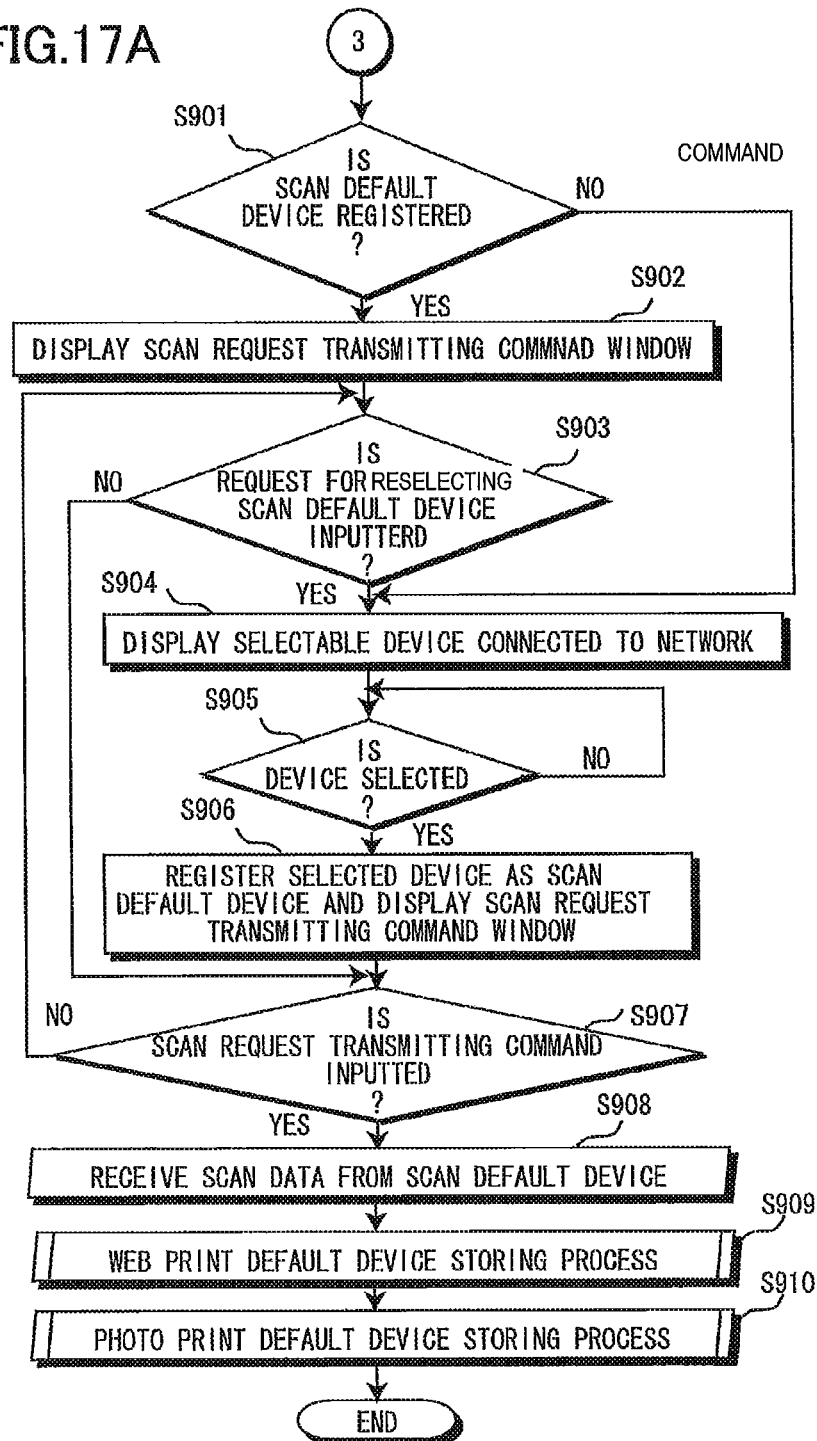 FIG.17A
3
S901
IS
SCAN DEFAULT
DEVICE REGISTERED
?
COMMAND
NO
YES
S902
DISPLAY SCAN REQUEST TRANSMITTING COMMNAD WINDOW
S903
IS
REQUEST FOR RESELECTING
SCAN DEFAULT DEVICE
INPUTTERD
?
NO
YES
S904
DISPLAY SELECTABLE DEVICE CONNECTED TO NETWORK
S905
IS
DEVICE SELECTED
?
NO
YES
S906
REGISTER SELECTED DEVICE AS SCAN
DEFAULT DEVICE AND DISPLAY SCAN REQUEST
TRANSMITTING COMMAND WINDOW
NO
IS
SCAN REQUEST TRANSMITTING COMMAND
INPUTTED
?
S907
YES
S908
RECEIVE SCAN DATA FROM SCAN DEFAULT DEVICE
S909
WEB PRINT DEFAULT DEVICE STORING PROCESS
S910
PHOTO PRINT DEFAULT DEVICE STORING PROCESS
END